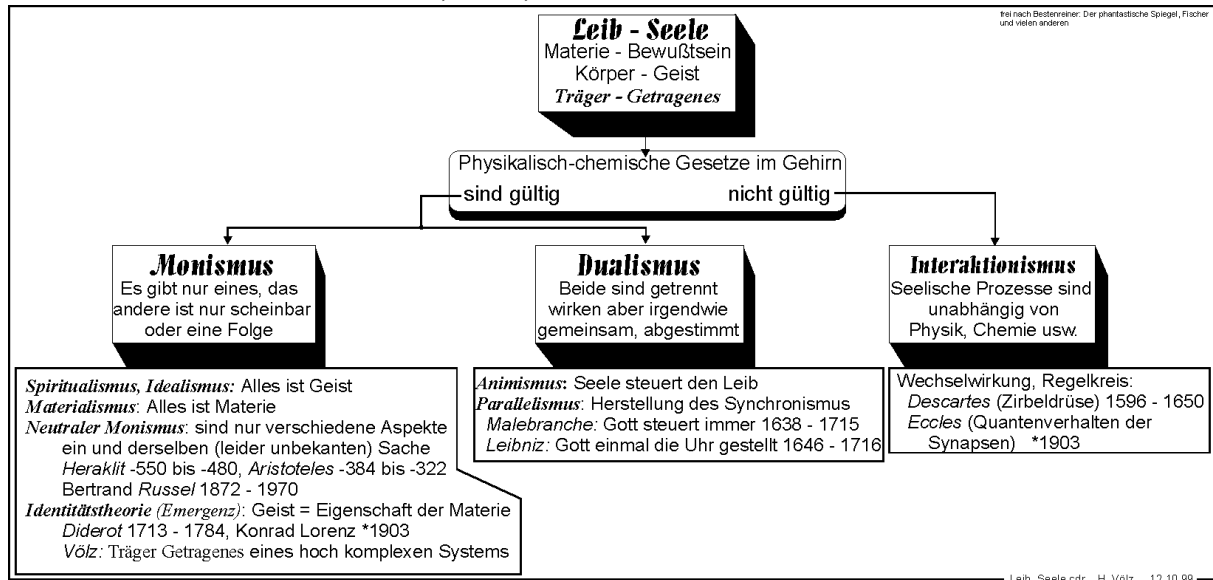 frei nach Bestenreiner: Der phantastische Spiegel, Fischer
und vielen anderen
Leib - Seele
Materie - Bewußtsein
Körper - Geist
Träger - Getragenes
Physikalisch-chemische Gesetze im Gehirn
sind gültig nicht gültig
Monismus
Es gibt nur eines, das
andere ist nur scheinbar
oder eine Folge
Dualismus
Beide sind getrennt
wirken aber irgendwie
gemeinsam, abgestimmt
Interaktionismus
Seelische Prozesse sind
unabhängig von
Physik, Chemie usw.
Spiritualismus, Idealismus: Alles ist Geist
Materialismus: Alles ist Materie
Neutraler Monismus: sind nur verschiedene Aspekte
ein und derselben (leider unbekannten) Sache
Heraklit -550 bis -480, Aristoteles -384 bis -322
Bertrand Russel 1872 - 1970
Identitätstheorie (Emergenz): Geist = Eigenschaft der Materie
Diderot 1713 - 1784, Konrad Lorenz *1903
Völz: Träger Getragenes eines hoch komplexen Systems
Animismus: Seele steuert den Leib
Parallelismus: Herstellung des Synchronismus
Malebranche: Gott steuert immer 1638 - 1715
Leibniz: Gott einmal die Uhr gestellt 1646 - 1716
Wechselwirkung, Regelkreis:
Descartes (Zirbeldrüse) 1596 - 1650
Eccles (Quantenverhalten der
Synapsen) *1903
Leib_Seele.cdr H. Völz 12.10.99